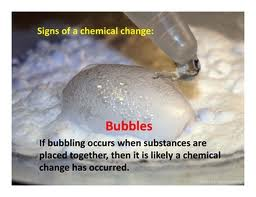 Signs of a chemical change:
Bubbles
If bubbling occurs when substances are
placed together, then it is likely a chemical
change has occurred.